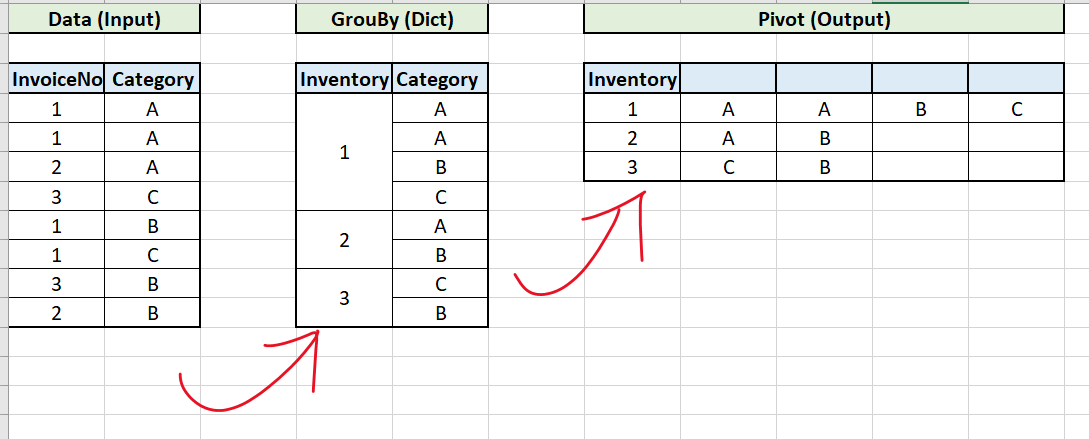 Data (Input) GrouBy (Dict) Pivot (Output)
InvoiceNo Category Inventory Category Inventory
1 A A 1 A A B C
1 A 1 A 2 A B
2 A B 3 C B
3 C C
1 B 2 A
1 C B
3 B 3 C
2 B B